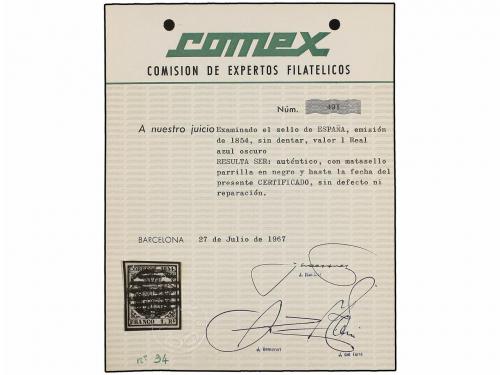 comex
COMISION DE EXPERTOS FILATELICOS
Núm. 491
A nuestro juicio Examinado el sello de ESPAÑA, emisión
de 1854, sin dentar, valor 1 Real
azul oscuro
RESULTA SER: auténtico, con matasello
parrilla en negro y hasta la fecha del
presente CERTIFICADO, sin defecto ni
reparación.
BARCELONA 27 de Julio de 1967
nº 34